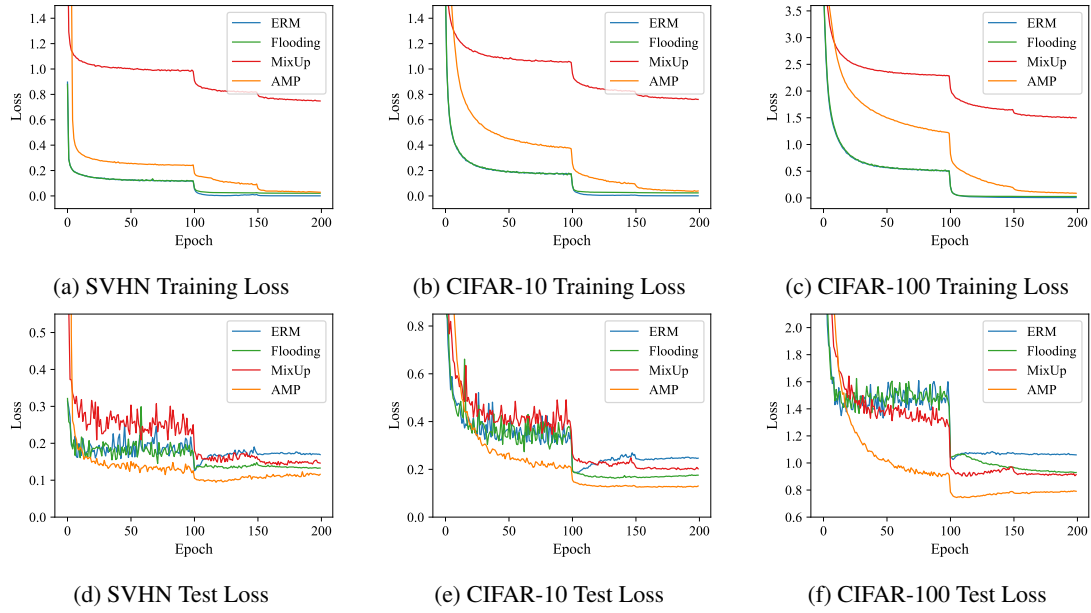 1.4
1.2
1.0
0.8
0.6
0.4
0.2
0.0
Loss
0
50
100
150
200
Epoch
ERM
Flooding
MixUp
AMP
(a) SVHN Training Loss
1.4
1.2
1.0
0.8
0.6
0.4
0.2
0.0
Loss
0
50
100
150
200
Epoch
ERM
Flooding
MixUp
AMP
(b) CIFAR-10 Training Loss
3.5
3.0
2.5
2.0
1.5
1.0
0.5
0.0
Loss
0
50
100
150
200
Epoch
ERM
Flooding
MixUp
AMP
(c) CIFAR-100 Training Loss
0.5
0.4
0.3
0.2
0.1
0.0
Loss
0
50
100
150
200
Epoch
ERM
Flooding
MixUp
AMP
(d) SVHN Test Loss
0.8
0.6
0.4
0.2
0.0
Loss
0
50
100
150
200
Epoch
ERM
Flooding
MixUp
AMP
(e) CIFAR-10 Test Loss
2.0
1.8
1.6
1.4
1.2
1.0
0.8
0.6
Loss
0
50
100
150
200
Epoch
ERM
Flooding
MixUp
AMP
(f) CIFAR-100 Test Loss